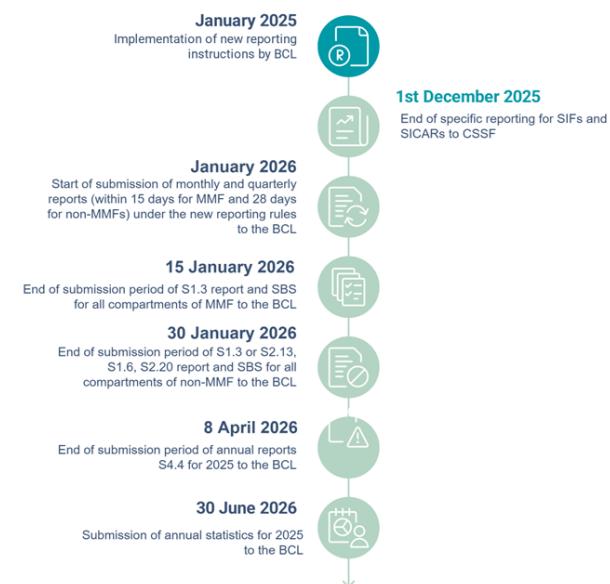 January 2025
Implementation of new reporting
instructions by BCL
R
1st December 2025
End of specific reporting for SIFs and
SICARs to CSSF
January 2026
Start of submission of monthly and quarterly
reports (within 15 days for MMF and 28 days
for non-MMFs) under the new reporting rules
to the BCL
15 January 2026
End of submission period of S1.3 report and SBS
for all compartments of MMF to the BCL
30 January 2026
End of submission period of S1.3 or S2.13,
S1.6, S2.20 report and SBS for all
compartments of non-MMF to the BCL
8 April 2026
End of submission period of annual reports
S4.4 for 2025 to the BCL
30 June 2026
Submission of annual statistics for 2025
to the BCL